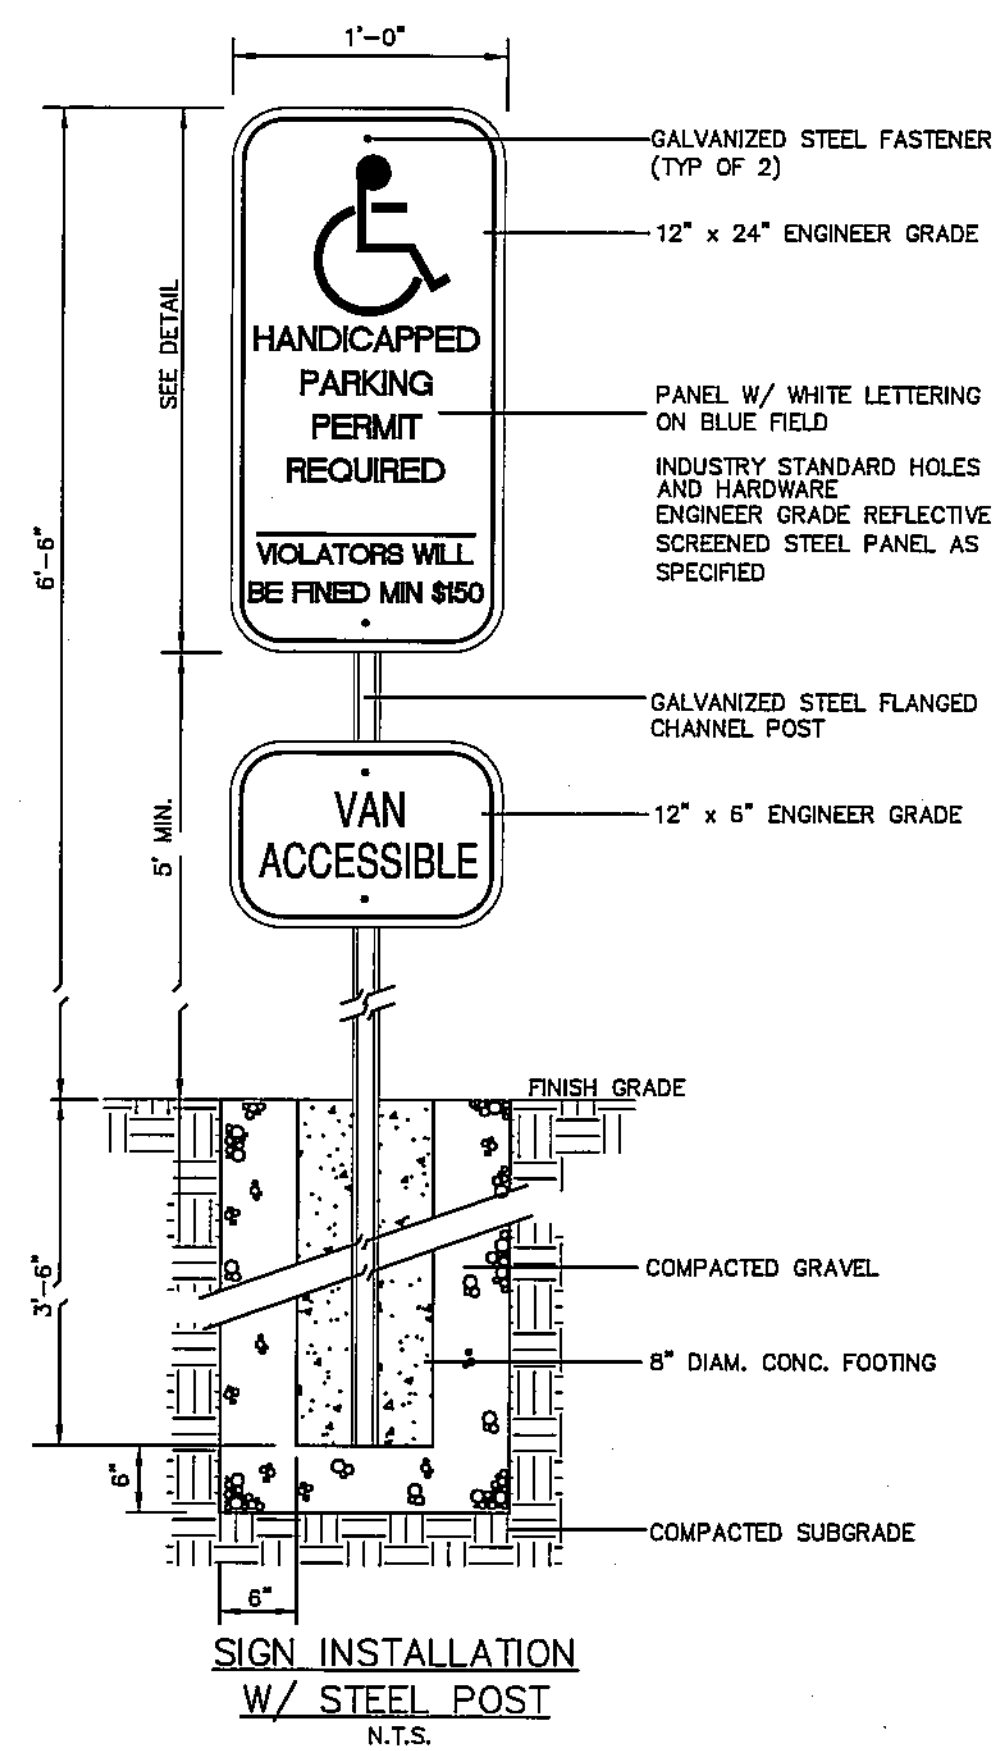 1'-0"
GALVANIZED STEEL FASTENER
(TYP OF 2)
12" x 24" ENGINEER GRADE
SEE DETAIL
HANDICAPPED
PARKING
PERMIT
REQUIRED
PANEL W/ WHITE LETTERING
ON BLUE FIELD
INDUSTRY STANDARD HOLES
AND HARDWARE
ENGINEER GRADE REFLECTIVE
SCREENED STEEL PANEL AS
SPECIFIED
6'-6"
VIOLATORS WILL
BE FINED MIN $150
GALVANIZED STEEL FLANGED
CHANNEL POST
5' MIN.
VAN
ACCESSIBLE
12" x 6" ENGINEER GRADE
FINISH GRADE
3'-6"
COMPACTED GRAVEL
8" DIAM. CONC. FOOTING
6"
COMPACTED SUBGRADE
6"
SIGN INSTALLATION
W/ STEEL POST
N.T.S.